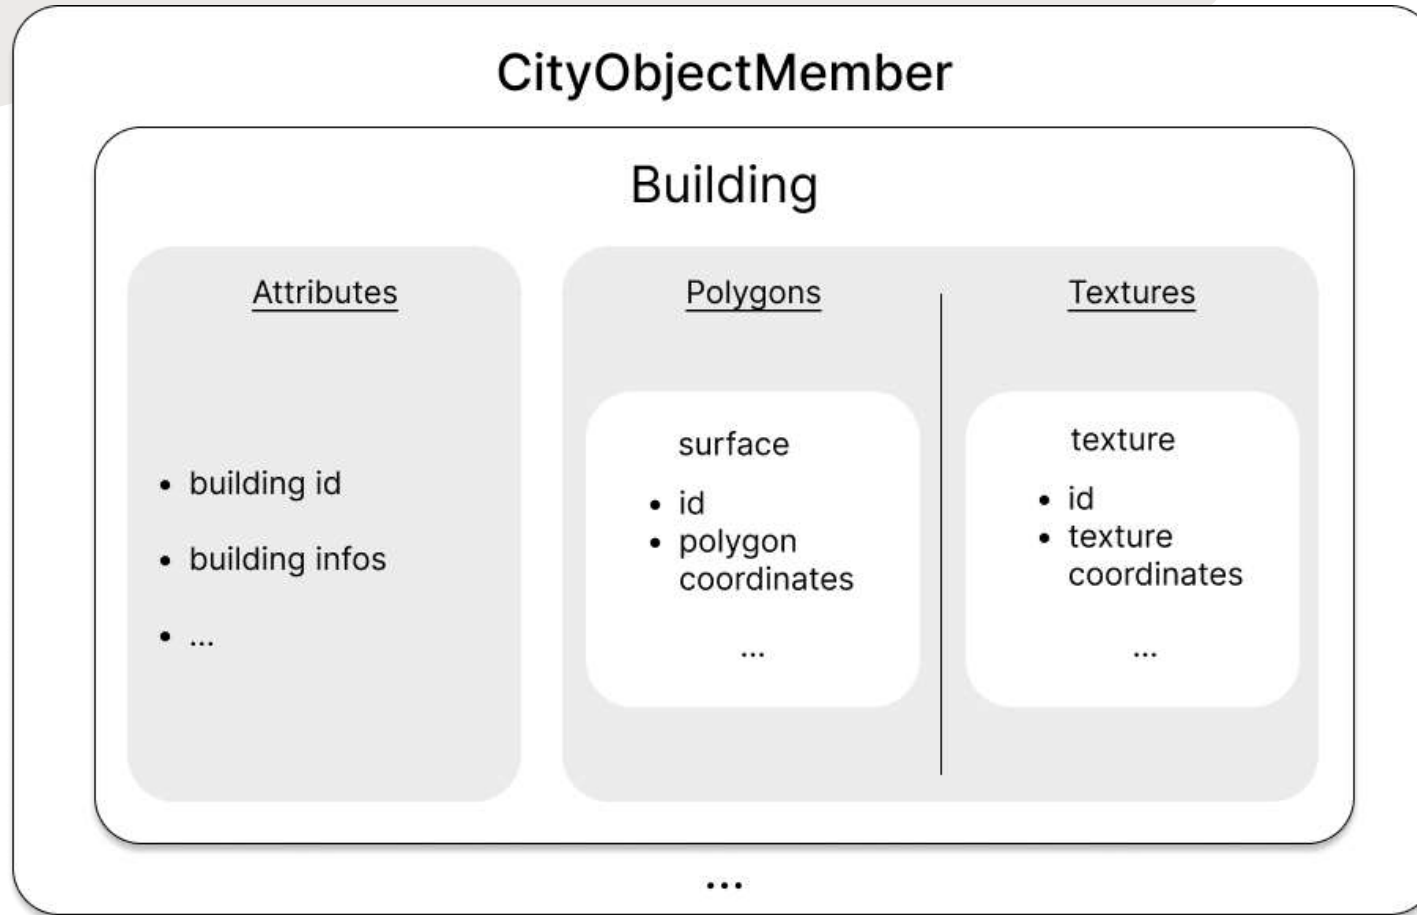 CityObjectMember
Building
Attributes
• building id
• building infos
• ...
Polygons
surface
• id
• polygon
coordinates
...
Textures
texture
• id
• texture
coordinates
...
...